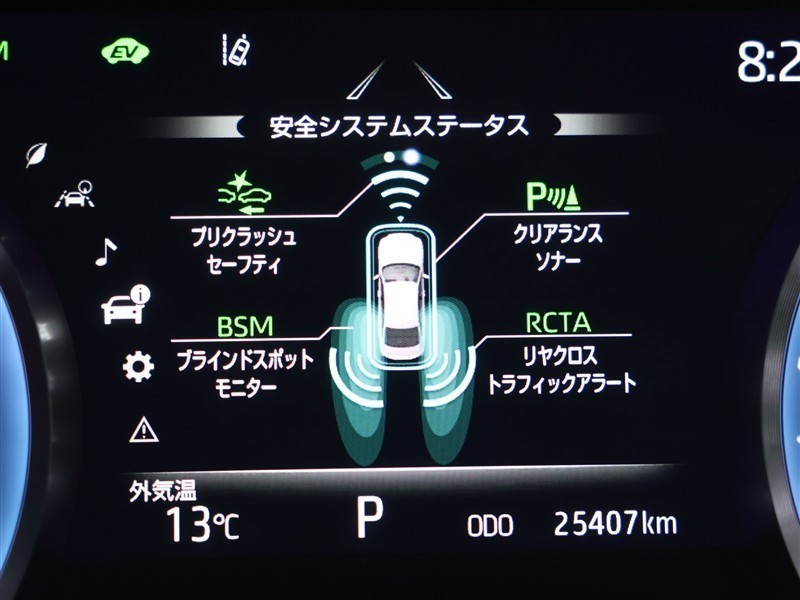 M
EV
8:2
安全システムステータス
プリクラッシュ
セーフティ
P
クリアランス
ソナー
BSM
ブラインドスポット
モニター
RCTA
リヤクロス
トラフィックアラート
外気温
13℃
P
ODO
25407km